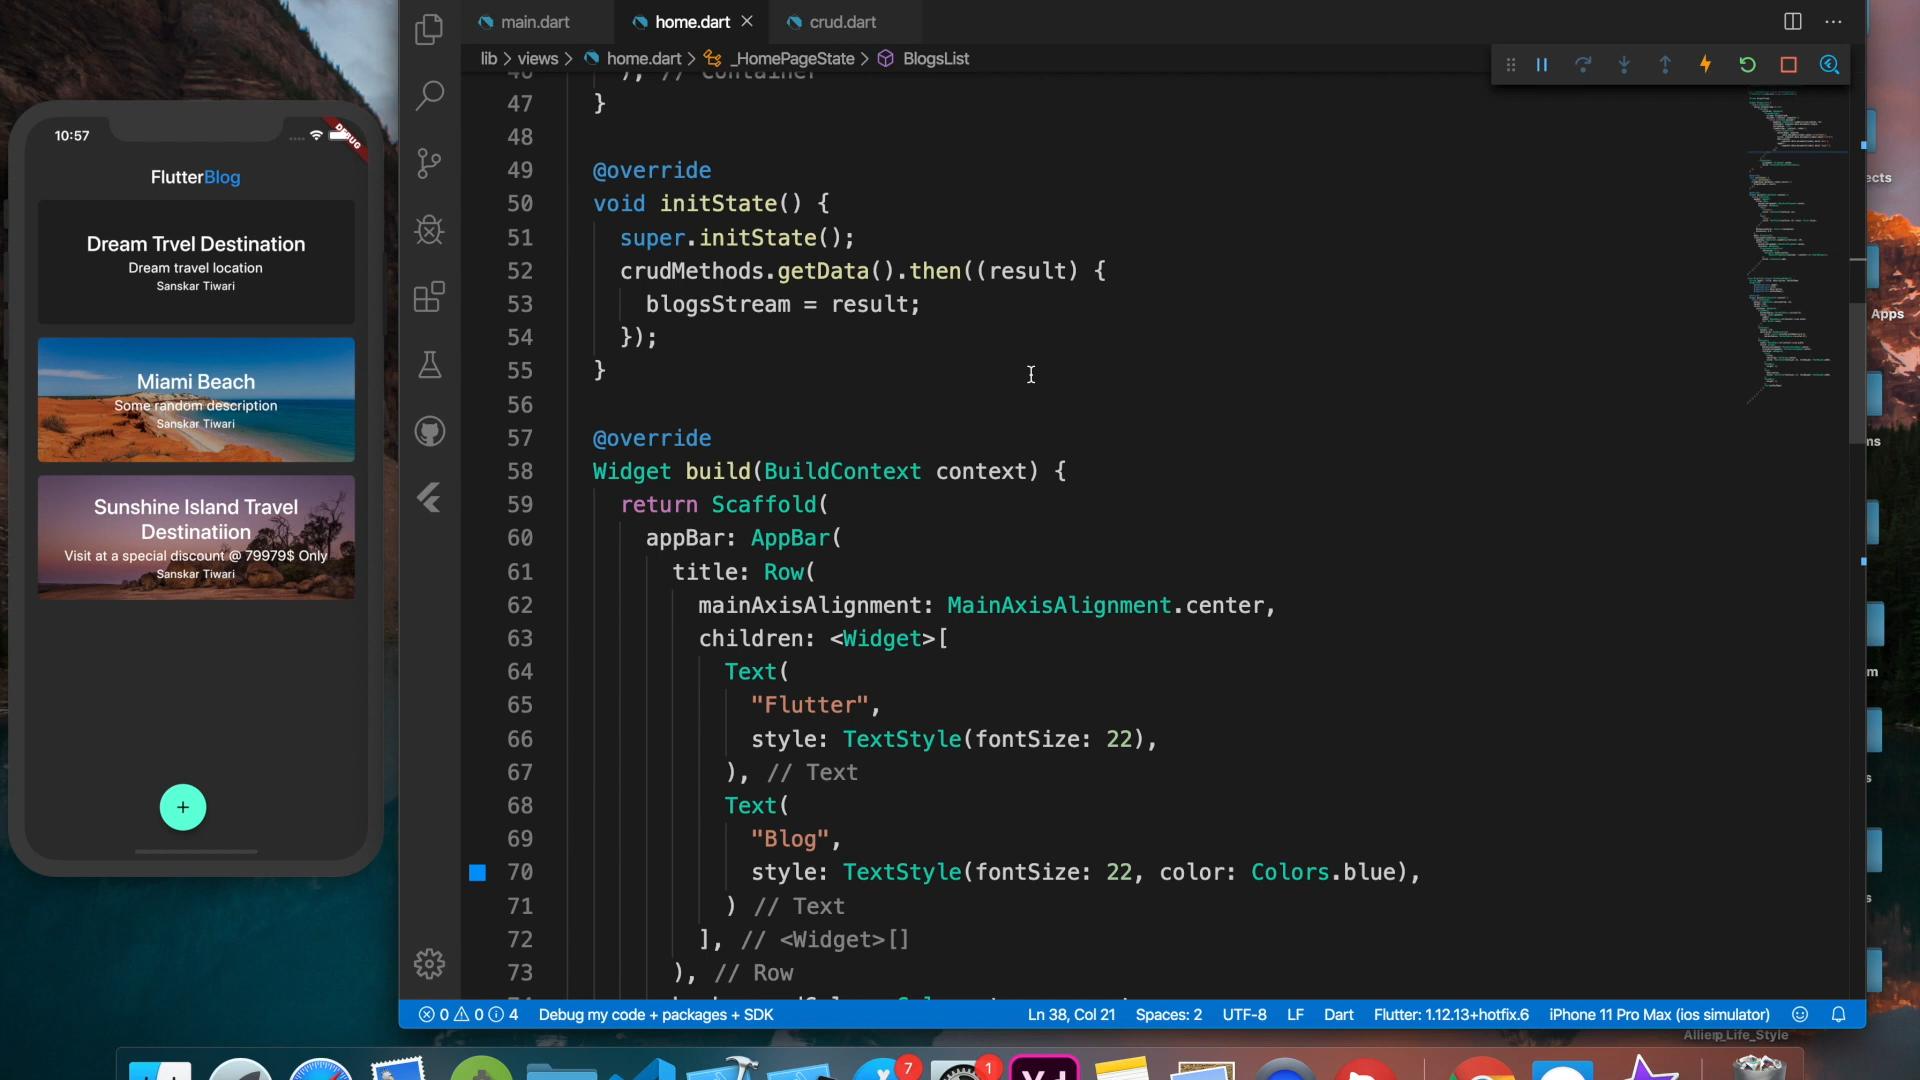 main.dart
home.dart
crud.dart
lib > views > home.dart > _HomePageState > BlogsList
47 }
48
49 @override
50 void initState() {
51 super.initState();
52 crudMethods.getData().then((result) {
53 blogsStream = result;
54 });
55 }
56
57 @override
58 Widget build(BuildContext context) {
59 return Scaffold(
60 appBar: AppBar(
61 title: Row(
62 mainAxisAlignment: MainAxisAlignment.center,
63 children: <Widget>[
64 Text(
65 "Flutter",
66 style: TextStyle(fontSize: 22),
67 ), // Text
68 Text(
69 "Blog",
70 style: TextStyle(fontSize: 22, color: Colors.blue),
71 ) // Text
72 ], // <Widget>[]
73 ), // Row
10:57
DEBUG
FlutterBlog
Dream Trvel Destination
Dream travel location
Sanskar Tiwari
Miami Beach
Some random description
Sanskar Tiwari
Sunshine Island Travel
Destinatiion
Visit at a special discount @ 79979$ Only
Sanskar Tiwari
+
0 0 4 Debug my code + packages + SDK
Ln 38, Col 21 Spaces: 2 UTF-8 LF Dart Flutter: 1.12.13+hotfix.6 iPhone 11 Pro Max (ios simulator)
ects
Apps
ns
m
s
s
s
7
1
Xd